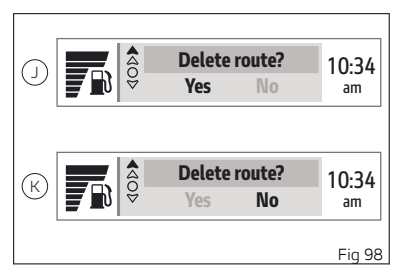 J
Delete route?
Yes No
10:34
am
K
Delete route?
Yes No
10:34
am
Fig 98